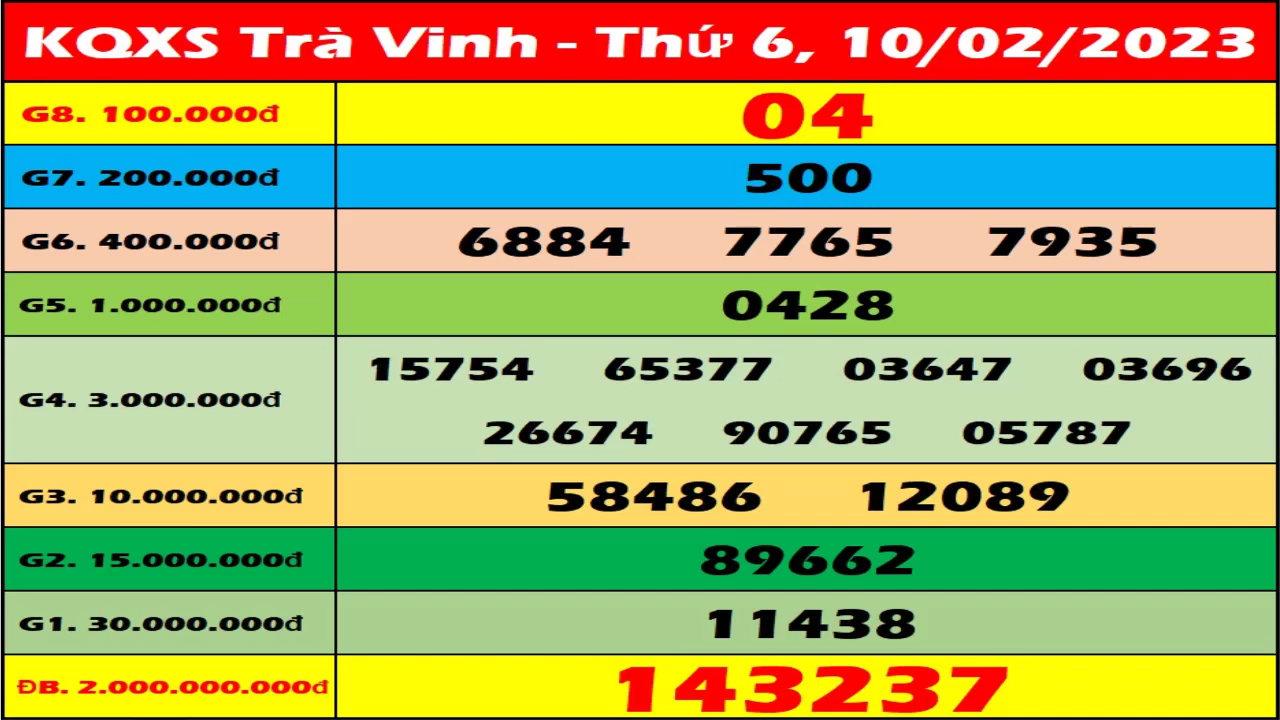 KQXS Trà Vinh - Thứ 6, 10/02/2023
G8. 100.000đ 04
G7. 200.000đ 500
G6. 400.000đ 6884 7765 7935
G5. 1.000.000đ 0428
G4. 3.000.000đ 15754 65377 03647 03696
26674 90765 05787
G3. 10.000.000đ 58486 12089
G2. 15.000.000đ 89662
G1. 30.000.000đ 11438
ĐB. 2.000.000.000đ 143237